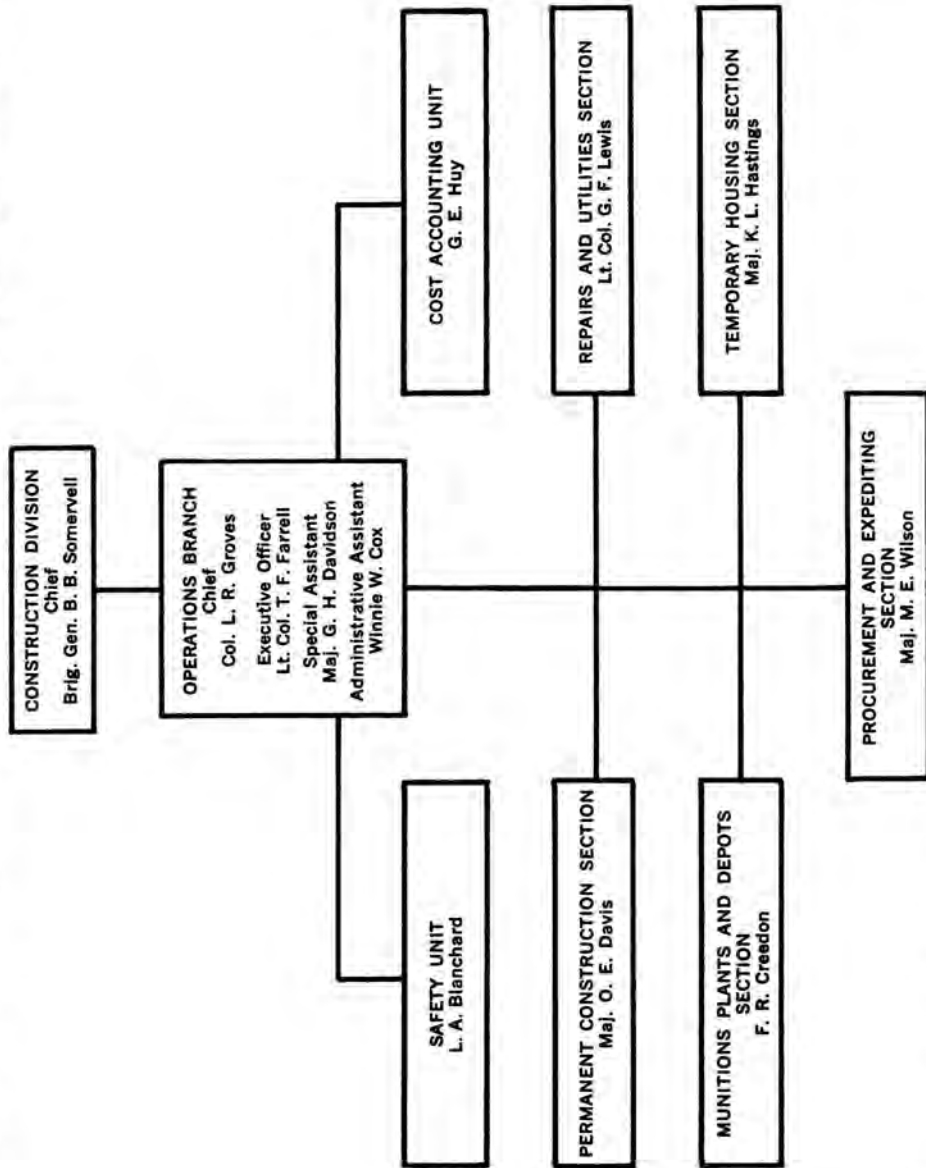 CONSTRUCTION DIVISION
Chief
Brig. Gen. B. B. Somervell
OPERATIONS BRANCH
Chief
Col. L. R. Groves
Executive Officer
Lt. Col. T. F. Farrell
Special Assistant
Maj. G. H. Davidson
Administrative Assistant
Winnie W. Cox
SAFETY UNIT
L. A. Blanchard
COST ACCOUNTING UNIT
G. E. Huy
PERMANENT CONSTRUCTION SECTION
Maj. O. E. Davis
REPAIRS AND UTILITIES SECTION
Lt. Col. G. F. Lewis
MUNITIONS PLANTS AND DEPOTS
SECTION
F. R. Creedon
TEMPORARY HOUSING SECTION
Maj. K. L. Hastings
PROCUREMENT AND EXPEDITING
SECTION
Maj. M. E. Wilson